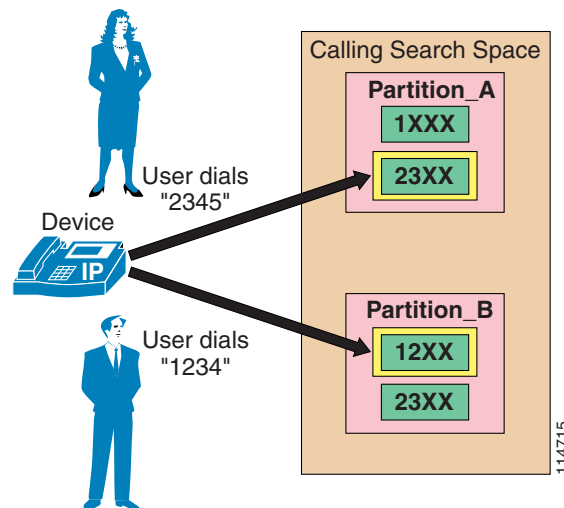 Calling Search Space
Partition_A
1XXX
23XX
User dials
"2345"
Device
IP
User dials
"1234"
Partition_B
12XX
23XX
114715